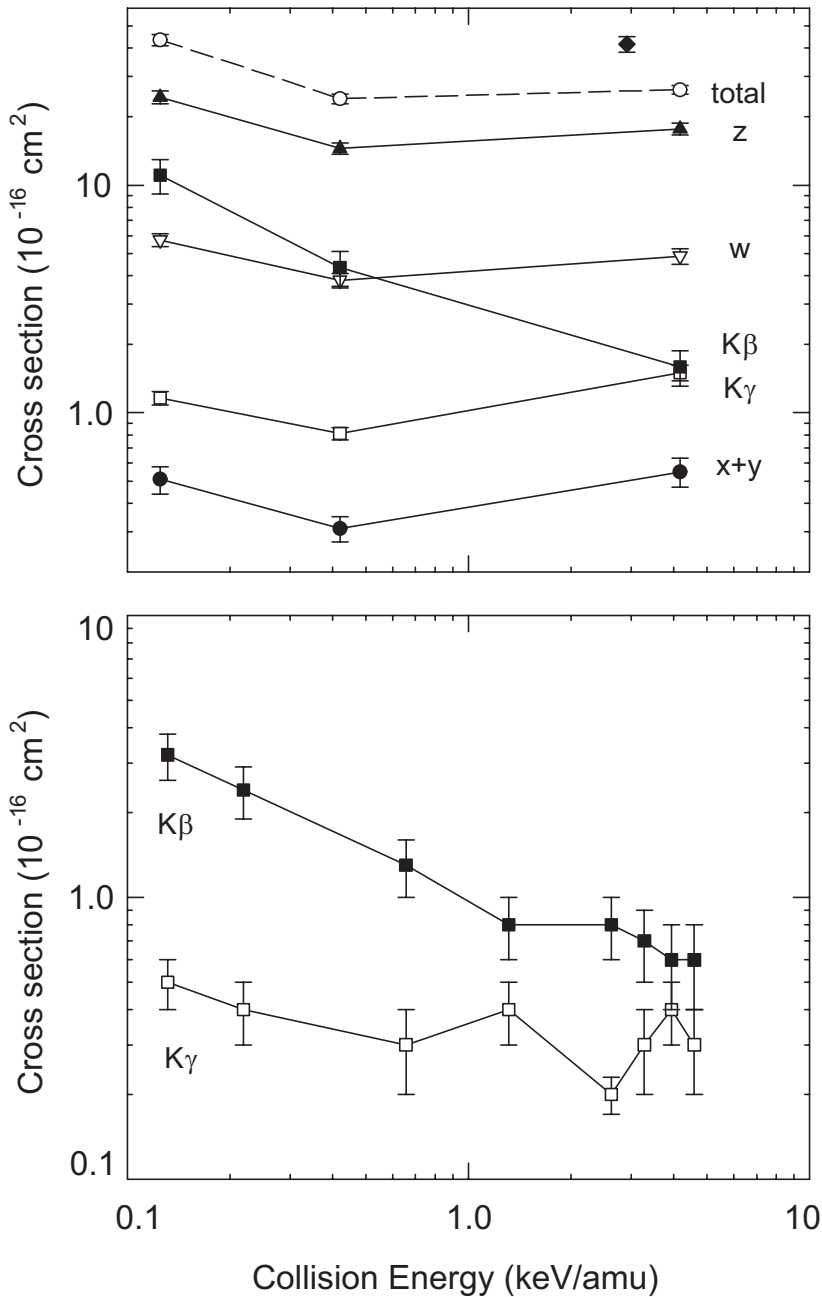 Cross section (10⁻¹⁶ cm²)
10
1.0
total
z
w
Kβ
Kγ
x+y
Cross section (10⁻¹⁶ cm²)
10
1.0
0.1
Kβ
Kγ
0.1
1.0
10
Collision Energy (keV/amu)